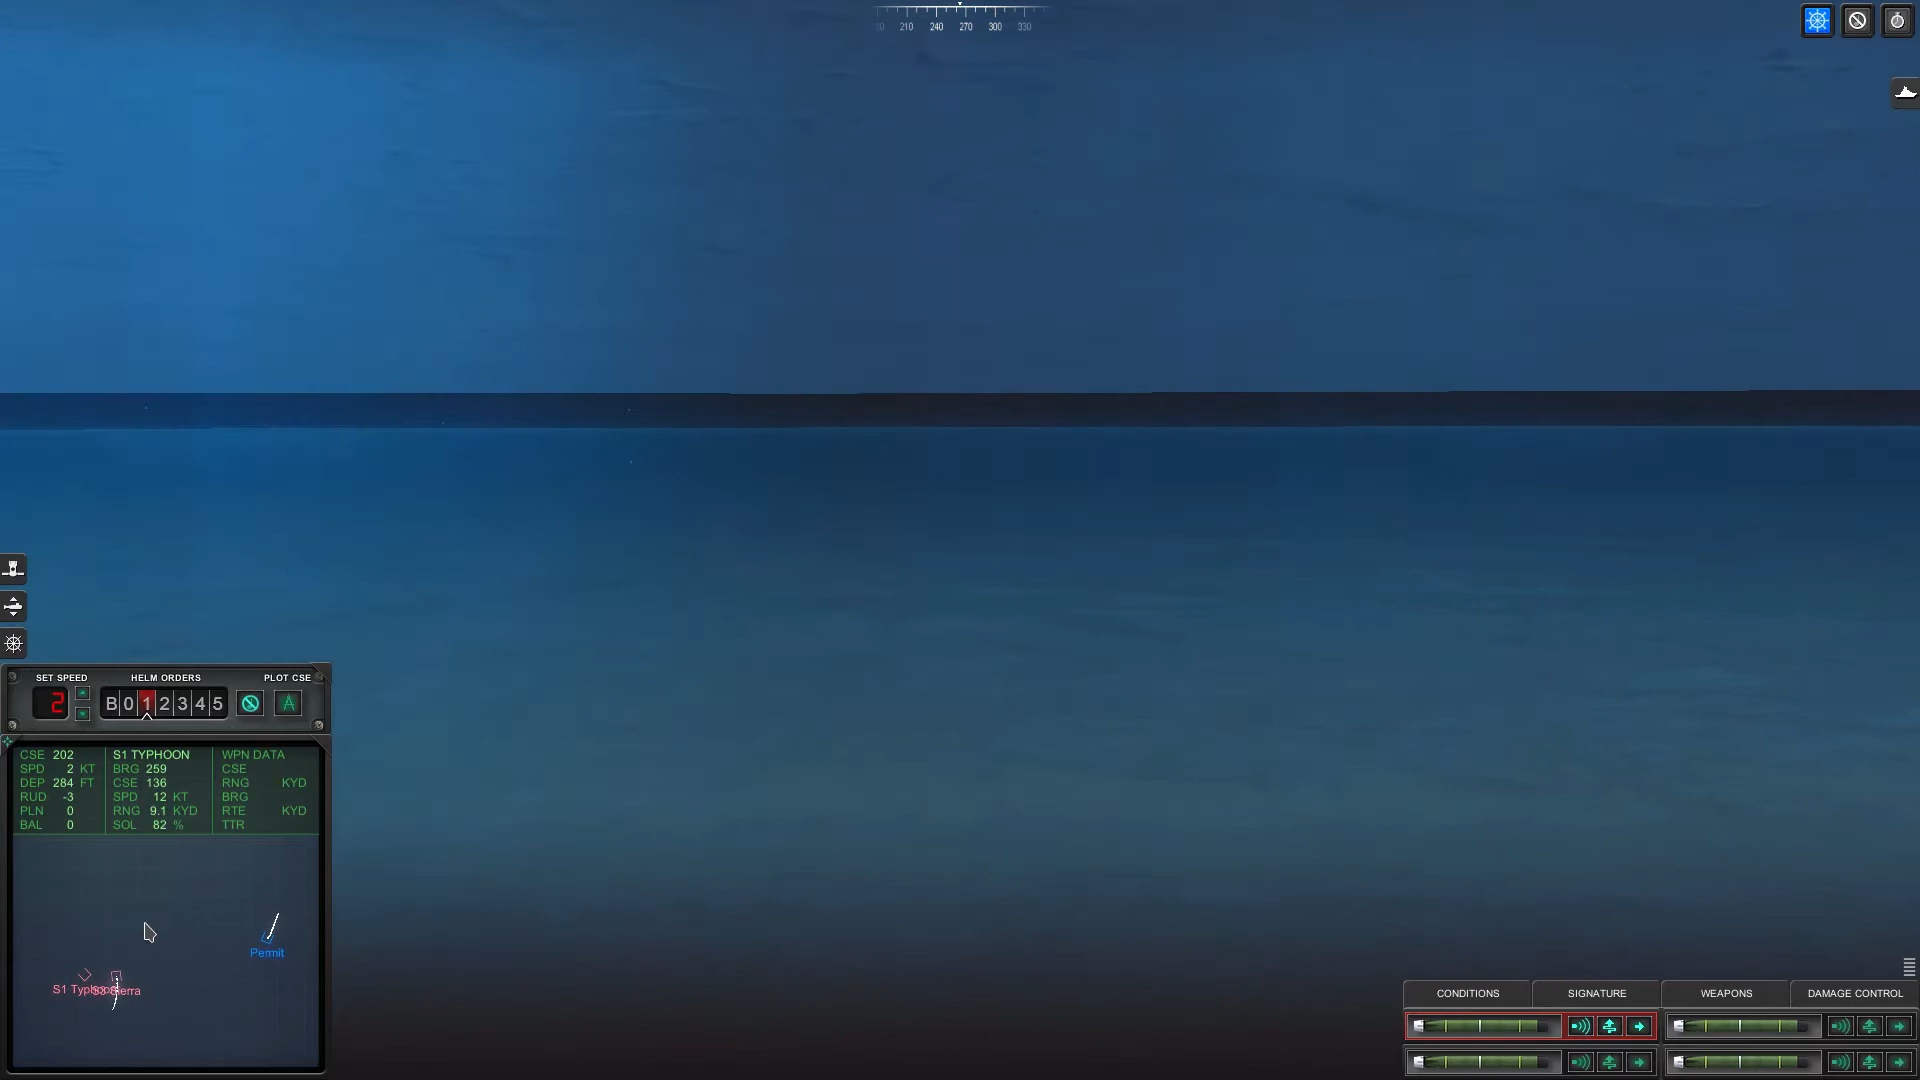 210 240 270 300 330
SET SPEED HELM ORDERS PLOT CSE
2 B 0 1 2 3 4 5
CSE 202
SPD 2 KT
DEP 284 FT
RUD -3
PLN 0
BAL 0
S1 TYPHOON
BRG 259
CSE 136
SPD 12 KT
RNG 9.1 KYD
SOL 82 %
WPN DATA
CSE
RNG KYD
BRG
RTE KYD
TTR
Permit
S1
CONDITIONS SIGNATURE WEAPONS DAMAGE CONTROL